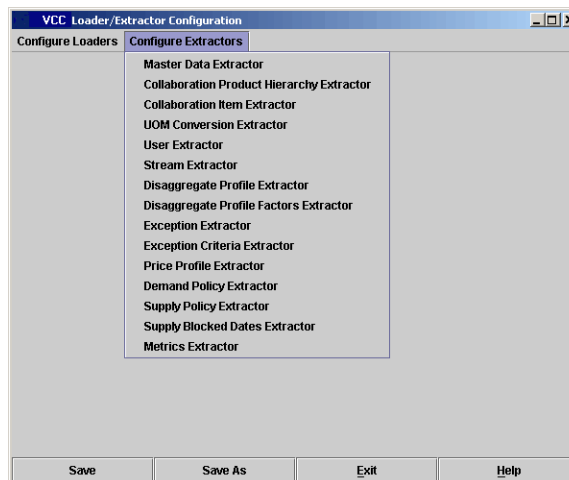 VCC Loader/Extractor Configuration
Configure Loaders Configure Extractors
Master Data Extractor
Collaboration Product Hierarchy Extractor
Collaboration Item Extractor
UOM Conversion Extractor
User Extractor
Stream Extractor
Disaggregate Profile Extractor
Disaggregate Profile Factors Extractor
Exception Extractor
Exception Criteria Extractor
Price Profile Extractor
Demand Policy Extractor
Supply Policy Extractor
Supply Blocked Dates Extractor
Metrics Extractor
Save Save As Exit Help